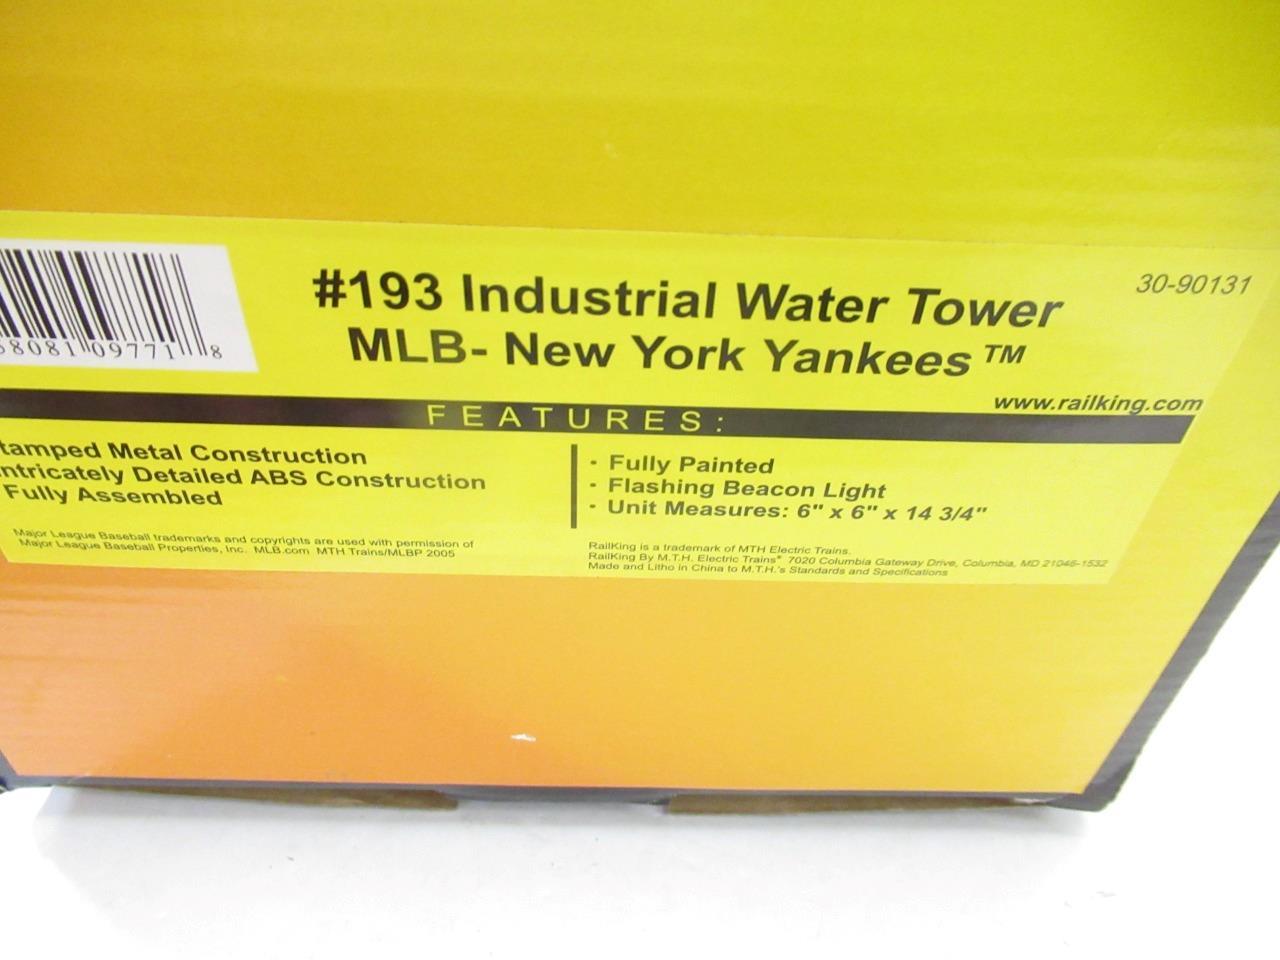 #193 Industrial Water Tower
30-90131
MLB- New York Yankees™
www.railking.com
68081 09771 8
FEATURES:
tamped Metal Construction
ntricately Detailed ABS Construction
Fully Assembled
· Fully Painted
· Flashing Beacon Light
· Unit Measures: 6" x 6" x 14 3/4"
Major League Baseball trademarks and copyrights are used with permission of
Major League Baseball Properties, Inc. MLB.com MTH Trains/MLBP 2005
RailKing is a trademark of MTH Electric Trains.
RailKing By M.T.H. Electric Trains® 7020 Columbia Gateway Drive, Columbia, MD 21046-1532
Made and Litho in China to M.T.H.'s Standards and Specifications